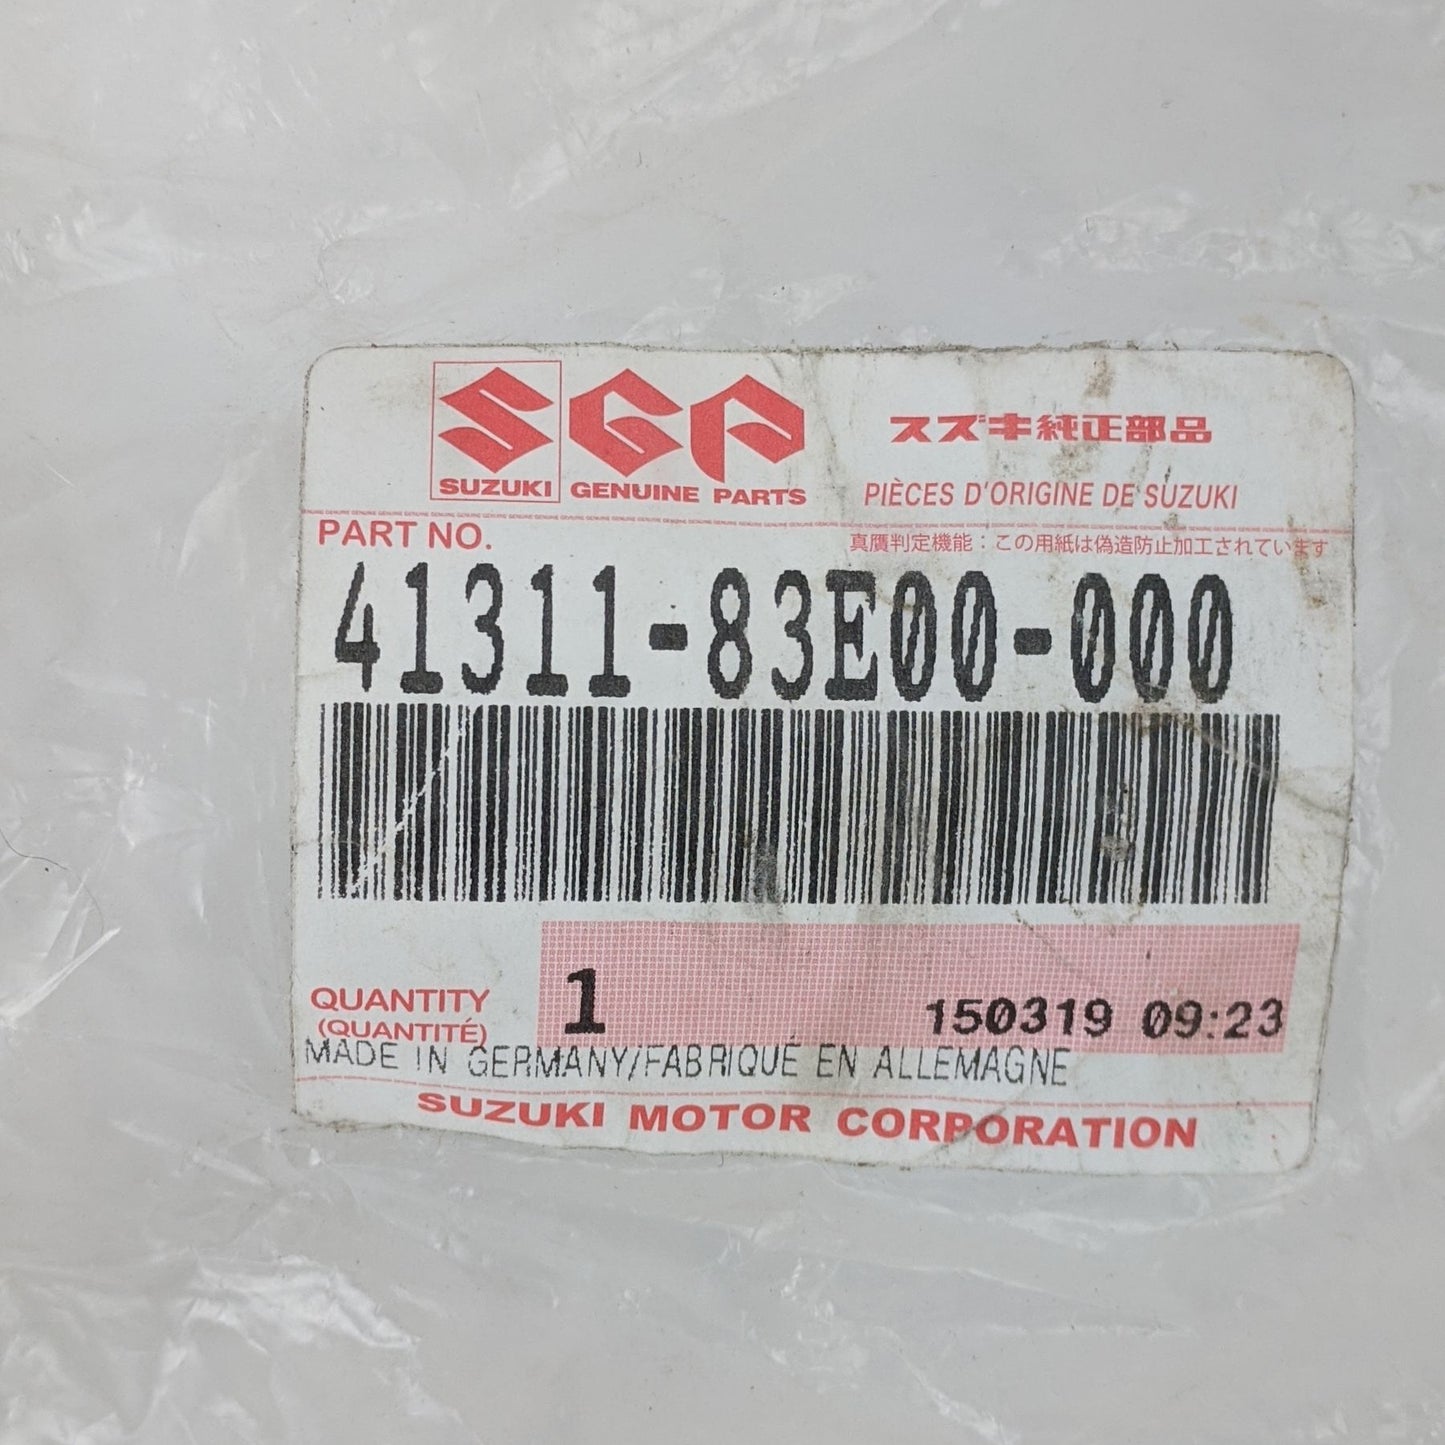 SGP
スズキ純正部品
SUZUKI GENUINE PARTS
PIÈCES D'ORIGINE DE SUZUKI
PART NO.
真贋判定機能：この用紙は偽造防止加工されています
41311-83E00-000
QUANTITY
(QUANTITÉ)
1
150319 09:23
MADE IN GERMANY/FABRIQUÉ EN ALLEMAGNE
SUZUKI MOTOR CORPORATION